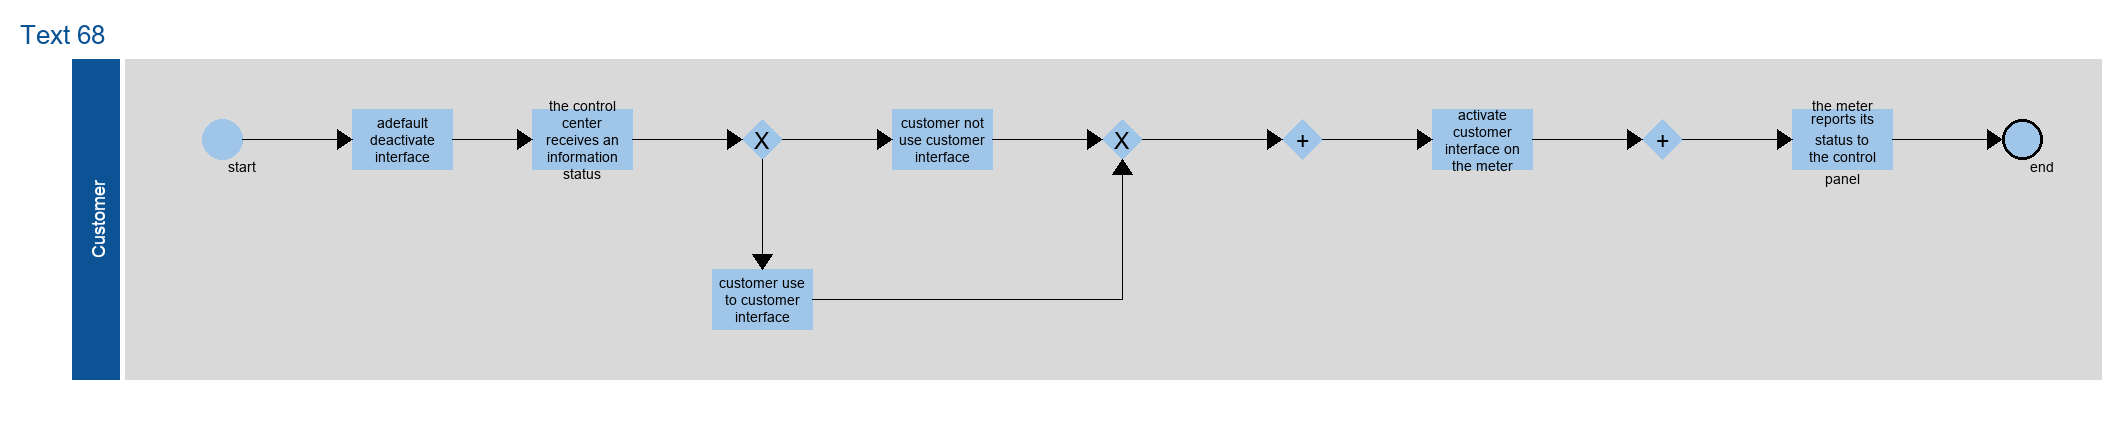 Text 68
Customer
start
adefault
deactivate
interface
the control
center
receives an
information
status
X
customer not
use customer
interface
customer use
to customer
interface
X
+
activate
customer
interface on
the meter
+
the meter
reports its
status to
the control
panel
end